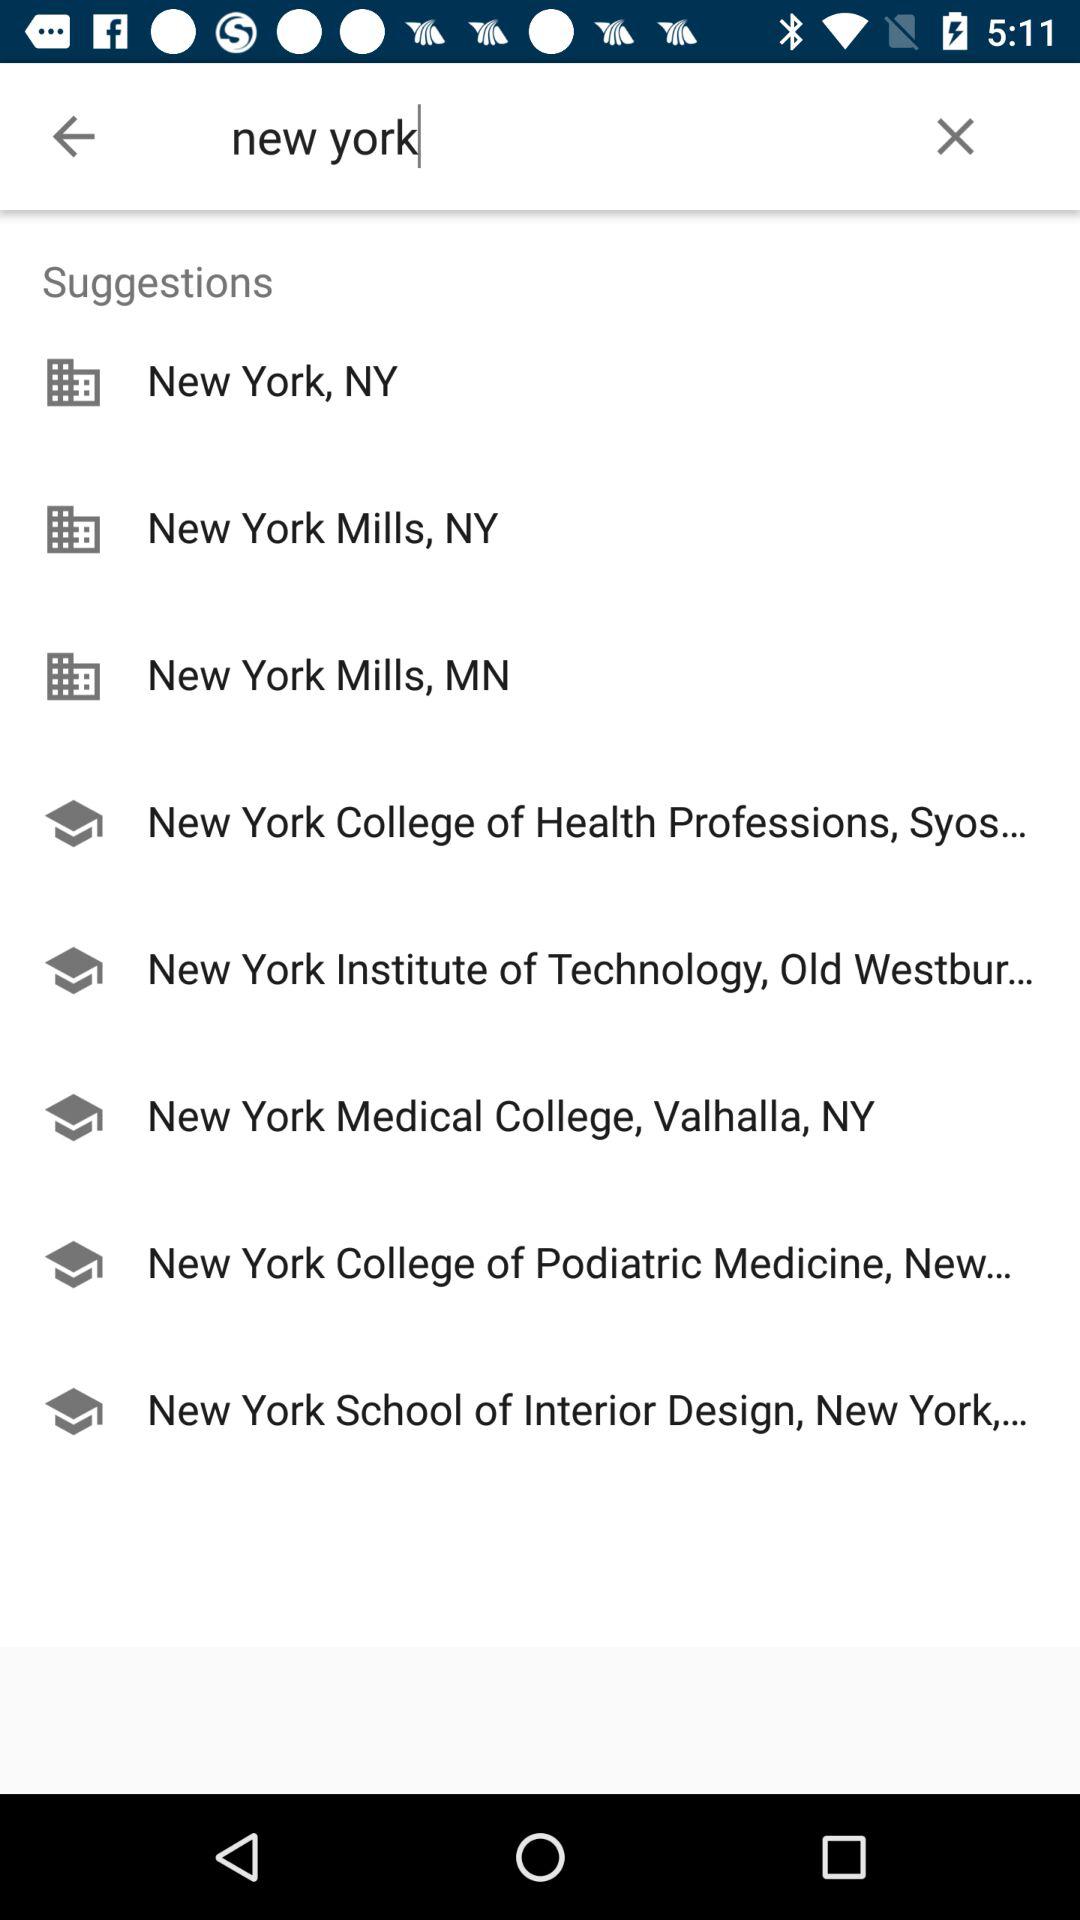 5:11
new york
Suggestions
New York, NY
New York Mills, NY
New York Mills, MN
New York College of Health Professions, Syos...
New York Institute of Technology, Old Westbur...
New York Medical College, Valhalla, NY
New York College of Podiatric Medicine, New...
New York School of Interior Design, New York,...